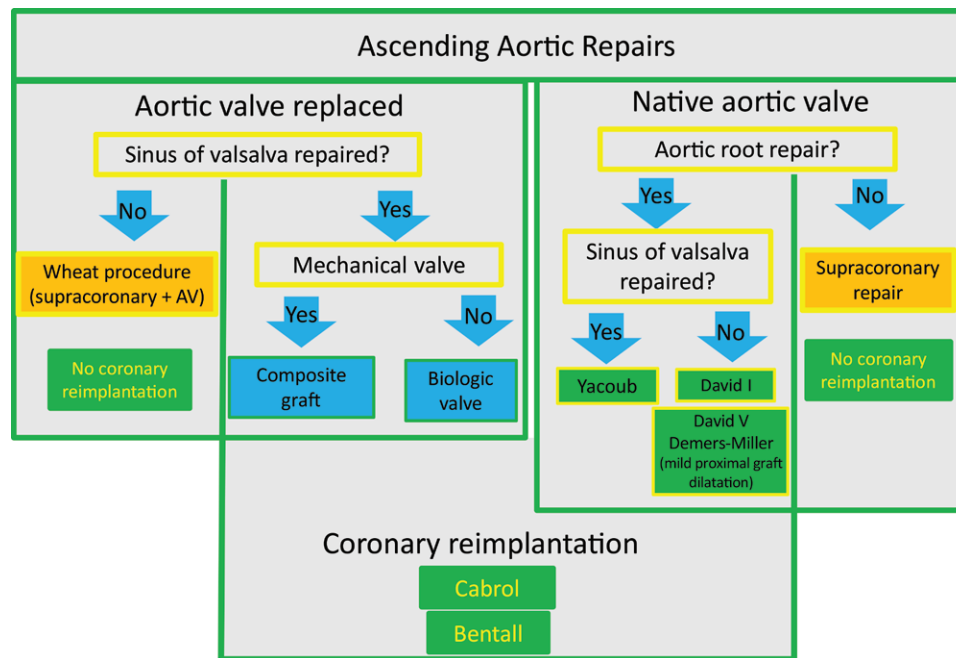 Ascending Aortic Repairs
Aortic valve replaced
Sinus of valsalva repaired?
No
Yes
Wheat procedure
(supracoronary + AV)
Mechanical valve
No coronary
reimplantation
Yes
No
Composite
graft
Biologic
valve
Native aortic valve
Aortic root repair?
Yes
No
Sinus of valsalva
repaired?
Supracoronary
repair
Yes
No
No coronary
reimplantation
Yacoub
David I
David V
Demers-Miller
(mild proximal graft
dilatation)
Coronary reimplantation
Cabrol
Bentall